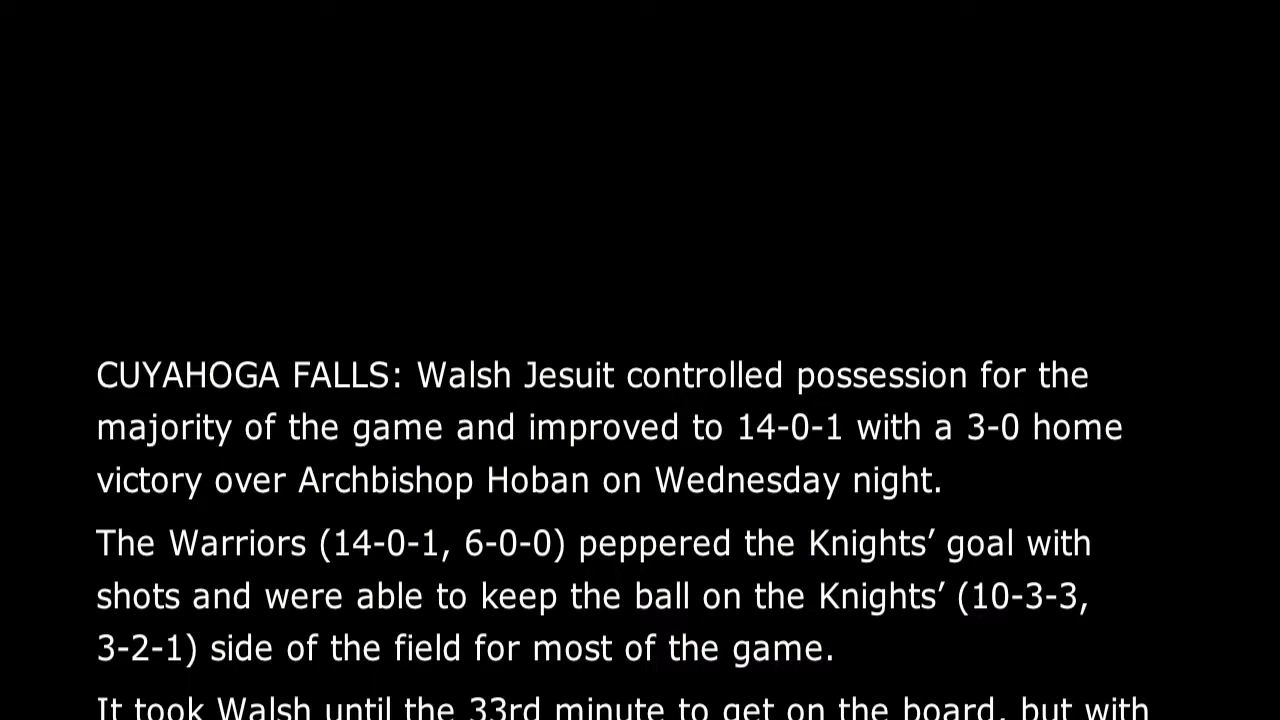 CUYAHOGA FALLS: Walsh Jesuit controlled possession for the
majority of the game and improved to 14-0-1 with a 3-0 home
victory over Archbishop Hoban on Wednesday night.
The Warriors (14-0-1, 6-0-0) peppered the Knights’ goal with
shots and were able to keep the ball on the Knights’ (10-3-3,
3-2-1) side of the field for most of the game.
It took Walsh until the 33rd minute to get on the board, but with